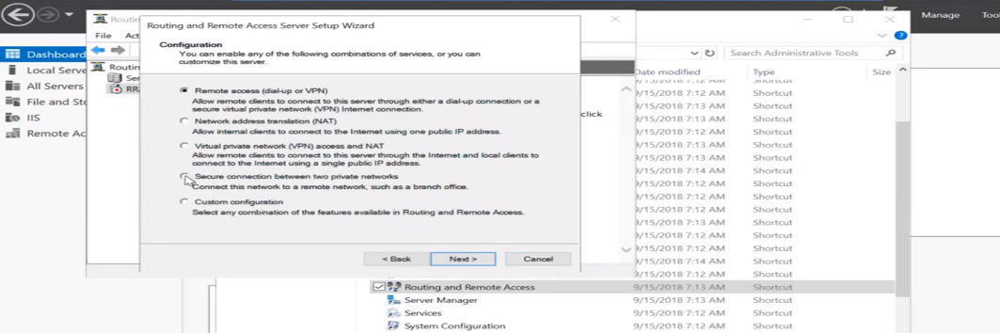 Manage
Too
Routin
Routing and Remote Access Server Setup Wizard
File
Act
Configuration
You can enable any of the following combinations of services, or you can
customize this server.
Search Administrative Tools
Dashboard
Local Serve
All Servers
File and Sto
IIS
Remote Ac
Routin
Ser
RR
click
Remote access (dial-up or VPN)
Allow remote clients to connect to this server through either a dial-up connection or a
secure virtual private network (VPN) Internet connection.
Network address translation (NAT)
Allow internal clients to connect to the Internet using one public IP address.
Virtual private network (VPN) access and NAT
Allow remote clients to connect to this server through the Internet and local clients to
connect to the Internet using a single public IP address.
Secure connection between two private networks
Connect this network to a remote network, such as a branch office.
Custom configuration
Select any combination of the features available in Routing and Remote Access.
< Back
Next >
Cancel
Date modified
Type
Size
9/15/2018 7:12 AM
Shortcut
9/15/2018 7:13 AM
Shortcut
9/15/2018 7:13 AM
Shortcut
9/15/2018 7:12 AM
Shortcut
9/15/2018 7:12 AM
Shortcut
9/15/2018 7:13 AM
Shortcut
9/15/2018 7:13 AM
Shortcut
9/15/2018 7:14 AM
Shortcut
9/15/2018 7:12 AM
Shortcut
9/15/2018 7:12 AM
Shortcut
9/15/2018 7:12 AM
Shortcut
9/15/2018 7:13 AM
Shortcut
9/15/2018 7:12 AM
Shortcut
9/15/2018 7:12 AM
Shortcut
9/15/2018 7:14 AM
Shortcut
9/15/2018 7:12 AM
Shortcut
Routing and Remote Access
9/15/2018 7:13 AM
Shortcut
Server Manager
9/15/2018 7:12 AM
Shortcut
Services
9/15/2018 7:12 AM
Shortcut
System Configuration
9/15/2018 7:12 AM
Shortcut